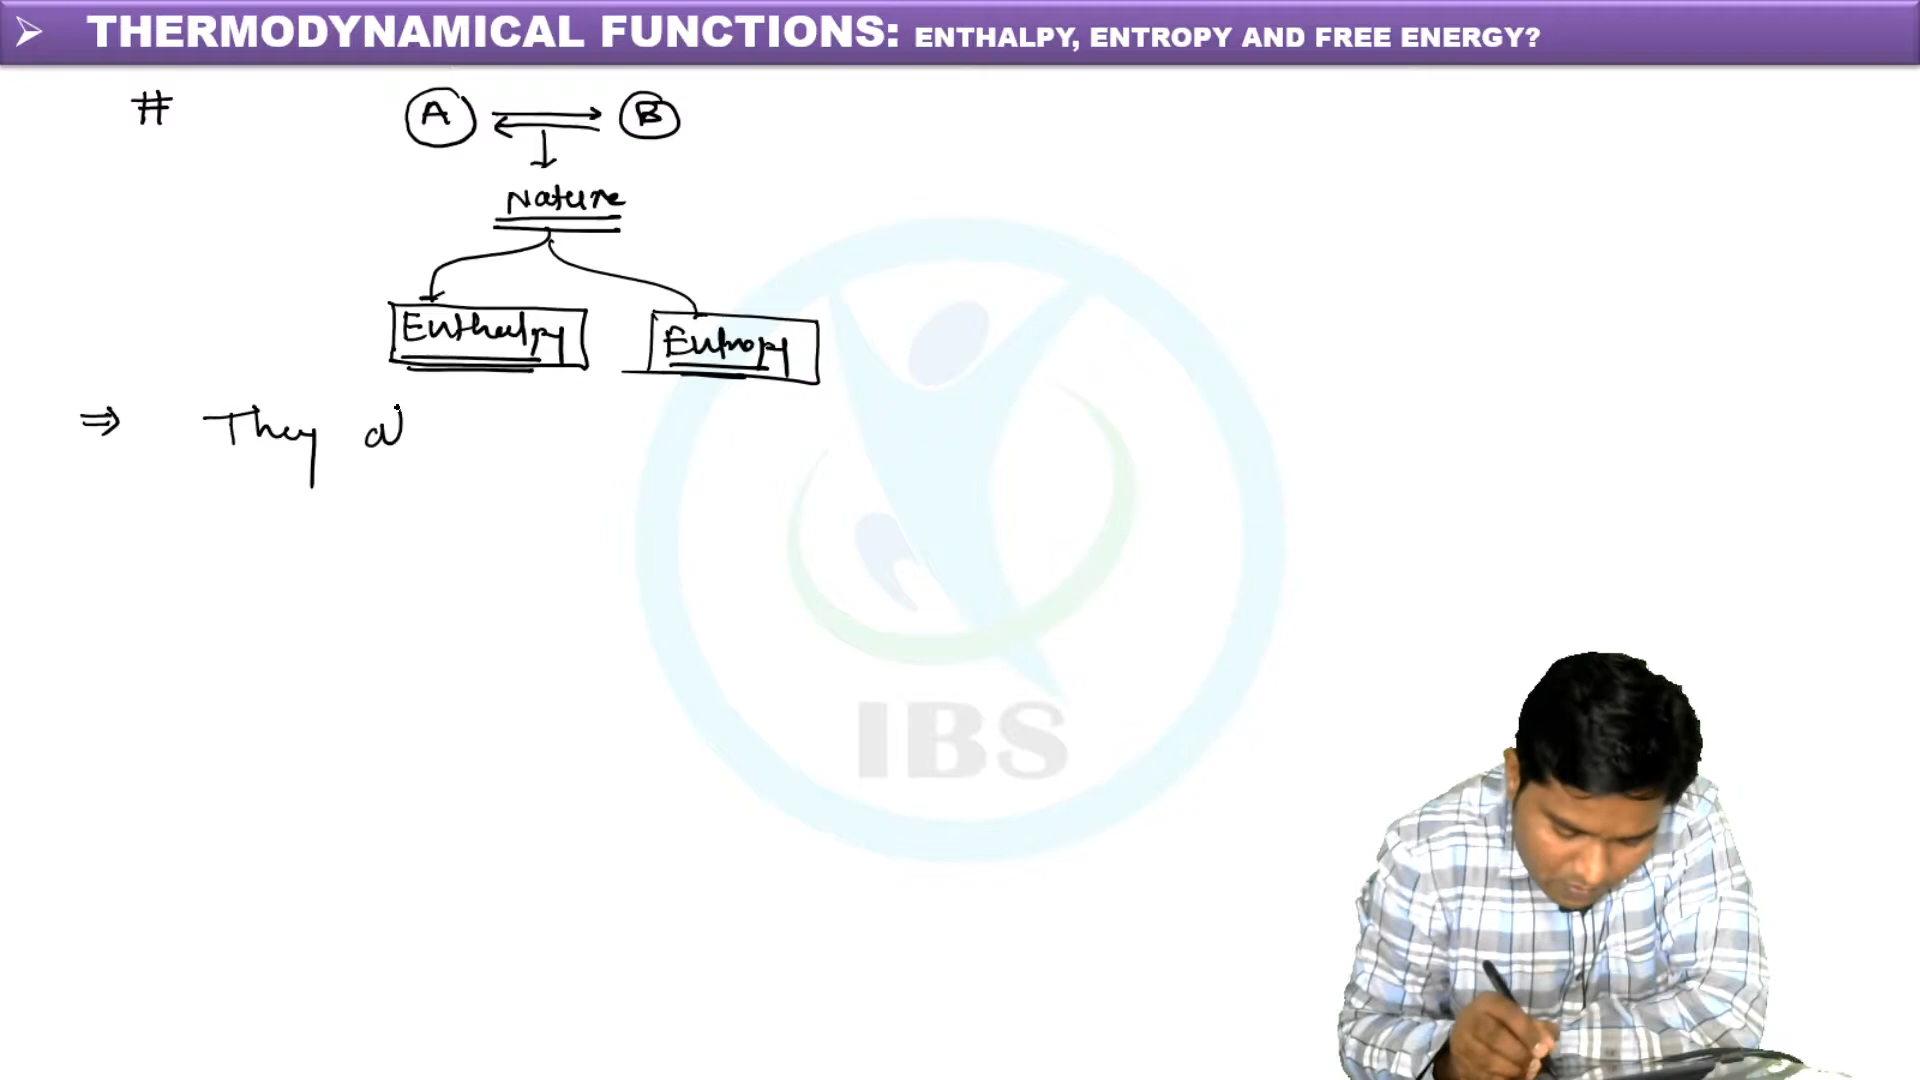 THERMODYNAMICAL FUNCTIONS: ENTHALPY, ENTROPY AND FREE ENERGY?
# A ⇌ B
Nature
Enthalpy Entropy
⇒ They
IBS